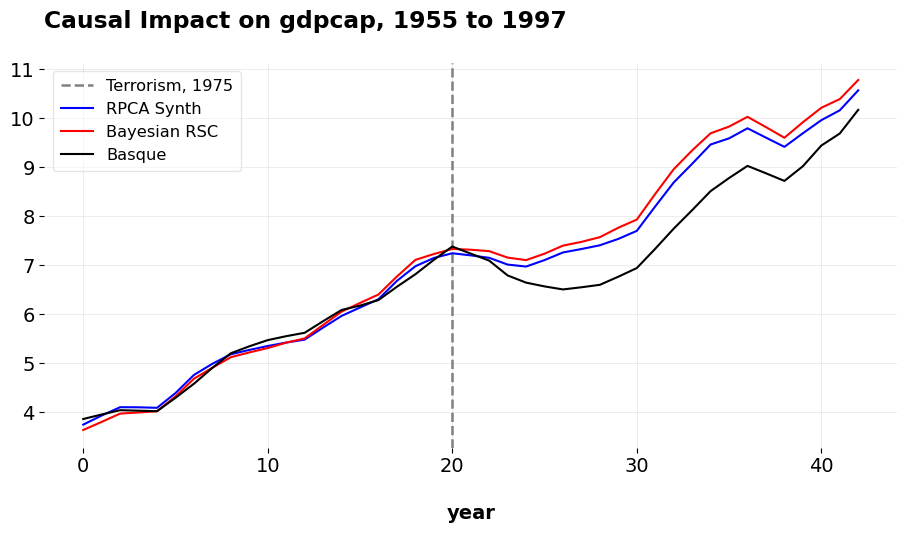 Causal Impact on gdpcap, 1955 to 1997
Terrorism, 1975
RPCA Synth
Bayesian RSC
Basque
11
10
9
8
7
6
5
4
0 10 20 30 40
year